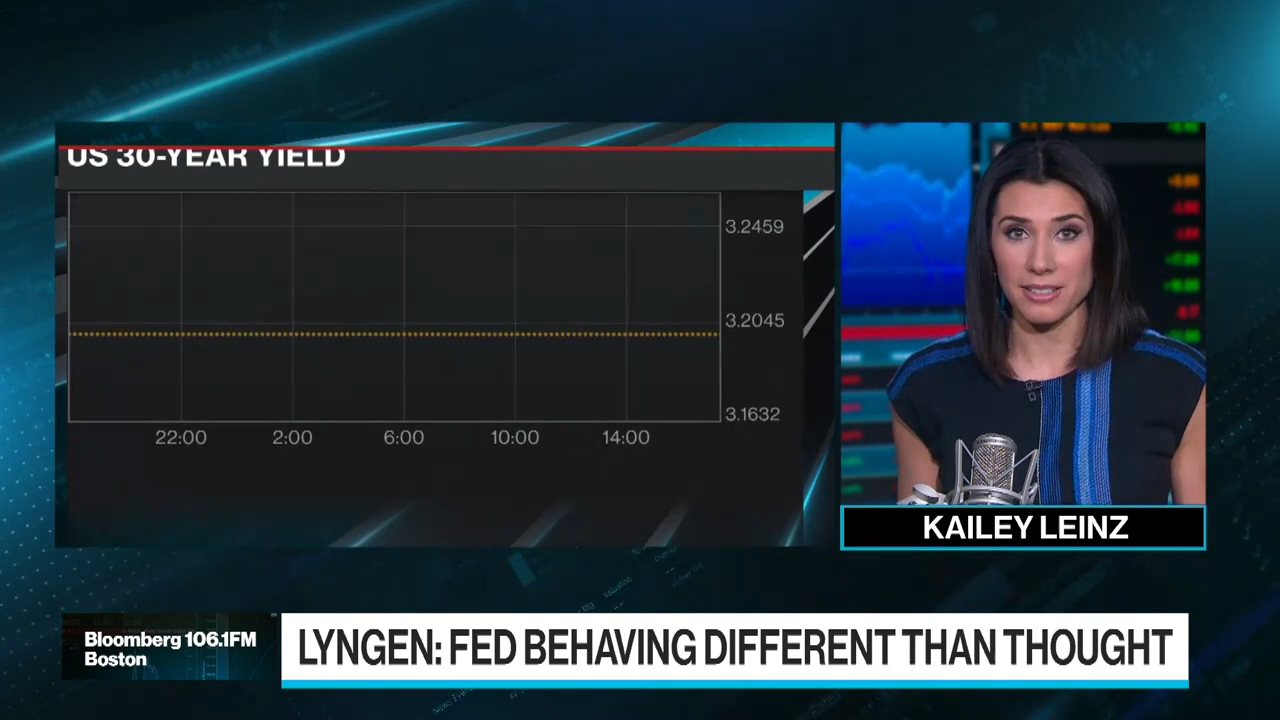 US 30-YEAR YIELD
3.2459
3.2045
3.1632
22:00 2:00 6:00 10:00 14:00
KAILEY LEINZ
Bloomberg 106.1FM
Boston
LYNGEN: FED BEHAVING DIFFERENT THAN THOUGHT